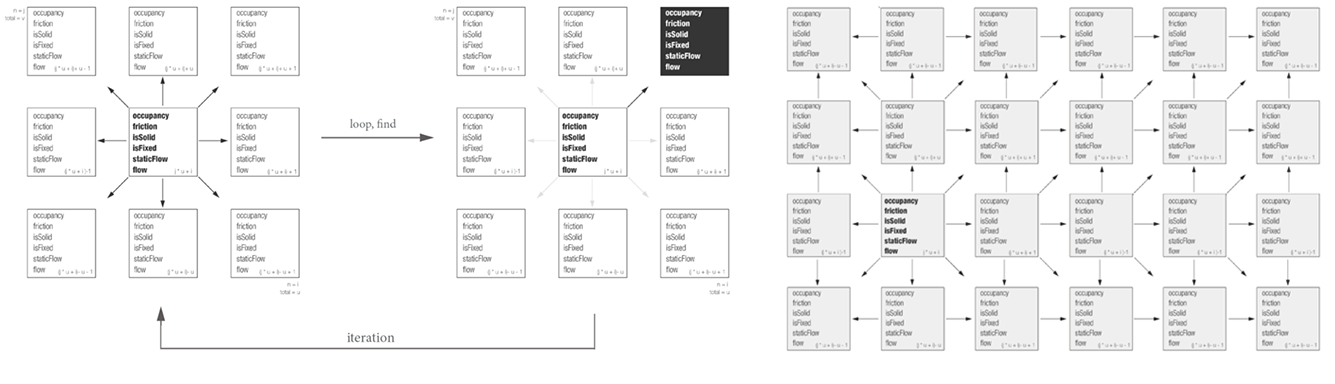 n = j
total = v
occupancy
friction
isSolid
isFixed
staticFlow
flow
occupancy
friction
isSolid
isFixed
staticFlow
flow
occupancy
friction
isSolid
isFixed
staticFlow
flow
occupancy
friction
isSolid
isFixed
staticFlow
flow
occupancy
friction
isSolid
isFixed
staticFlow
flow j * u + i
occupancy
friction
isSolid
isFixed
staticFlow
flow
occupancy
friction
isSolid
isFixed
staticFlow
flow
occupancy
friction
isSolid
isFixed
staticFlow
flow
occupancy
friction
isSolid
isFixed
staticFlow
flow
n = i
total = u
loop, find
n = j
total = v
occupancy
friction
isSolid
isFixed
staticFlow
flow
occupancy
friction
isSolid
isFixed
staticFlow
flow
occupancy
friction
isSolid
isFixed
staticFlow
flow
occupancy
friction
isSolid
isFixed
staticFlow
flow
occupancy
friction
isSolid
isFixed
staticFlow
flow j * u + i
occupancy
friction
isSolid
isFixed
staticFlow
flow
occupancy
friction
isSolid
isFixed
staticFlow
flow
occupancy
friction
isSolid
isFixed
staticFlow
flow
occupancy
friction
isSolid
isFixed
staticFlow
flow
n = i
total = u
iteration
occupancy
friction
isSolid
isFixed
staticFlow
flow
occupancy
friction
isSolid
isFixed
staticFlow
flow
occupancy
friction
isSolid
isFixed
staticFlow
flow
occupancy
friction
isSolid
isFixed
staticFlow
flow
occupancy
friction
isSolid
isFixed
staticFlow
flow
occupancy
friction
isSolid
isFixed
staticFlow
flow
occupancy
friction
isSolid
isFixed
staticFlow
flow
occupancy
friction
isSolid
isFixed
staticFlow
flow
occupancy
friction
isSolid
isFixed
staticFlow
flow
occupancy
friction
isSolid
isFixed
staticFlow
flow
occupancy
friction
isSolid
isFixed
staticFlow
flow
occupancy
friction
isSolid
isFixed
staticFlow
flow
occupancy
friction
isSolid
isFixed
staticFlow
flow
occupancy
friction
isSolid
isFixed
staticFlow
flow j * u + i
occupancy
friction
isSolid
isFixed
staticFlow
flow
occupancy
friction
isSolid
isFixed
staticFlow
flow
occupancy
friction
isSolid
isFixed
staticFlow
flow
occupancy
friction
isSolid
isFixed
staticFlow
flow
occupancy
friction
isSolid
isFixed
staticFlow
flow
occupancy
friction
isSolid
isFixed
staticFlow
flow
occupancy
friction
isSolid
isFixed
staticFlow
flow
occupancy
friction
isSolid
isFixed
staticFlow
flow
occupancy
friction
isSolid
isFixed
staticFlow
flow
occupancy
friction
isSolid
isFixed
staticFlow
flow